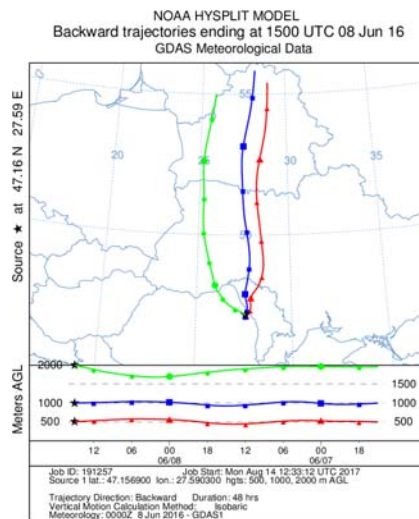 NOAA HYSPLIT MODEL
Backward trajectories ending at 1500 UTC 08 Jun 16
GDAS Meteorological Data
Source ★ at 47.16 N 27.59 E
55
20
25
30
35
Meters AGL
2000
1500
1000
1000
500
500
12 06 00 18 12 06 00 18
06/08 06/07
Job ID: 191257 Job Start: Mon Aug 14 12:33:12 UTC 2017
Source 1 lat.: 47.156900 lon.: 27.590300 hgts: 500, 1000, 2000 m AGL
Trajectory Direction: Backward Duration: 48 hrs
Vertical Motion Calculation Method: Isobaric
Meteorology: 0000Z 8 Jun 2016 - GDAS1